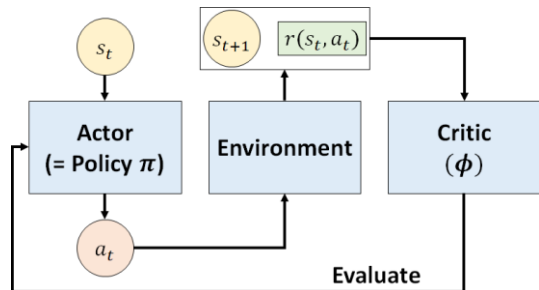 s_t
s_{t+1}
r(s_t, a_t)
Actor
(= Policy π)
Environment
Critic
(ϕ)
a_t
Evaluate